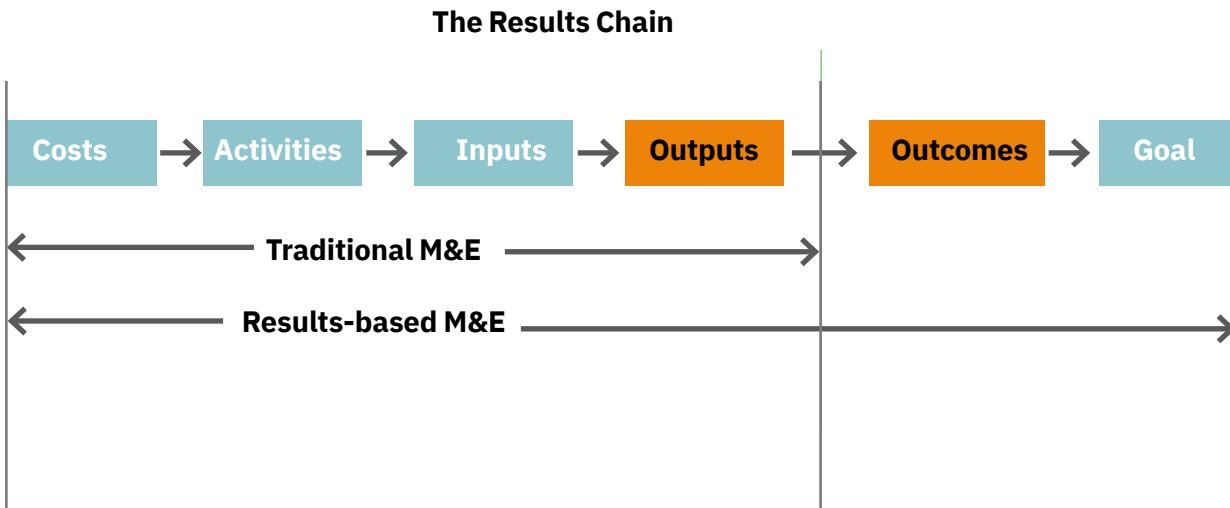 The Results Chain
Costs
Activities
Inputs
Outputs
Outcomes
Goal
Traditional M&E
Results-based M&E